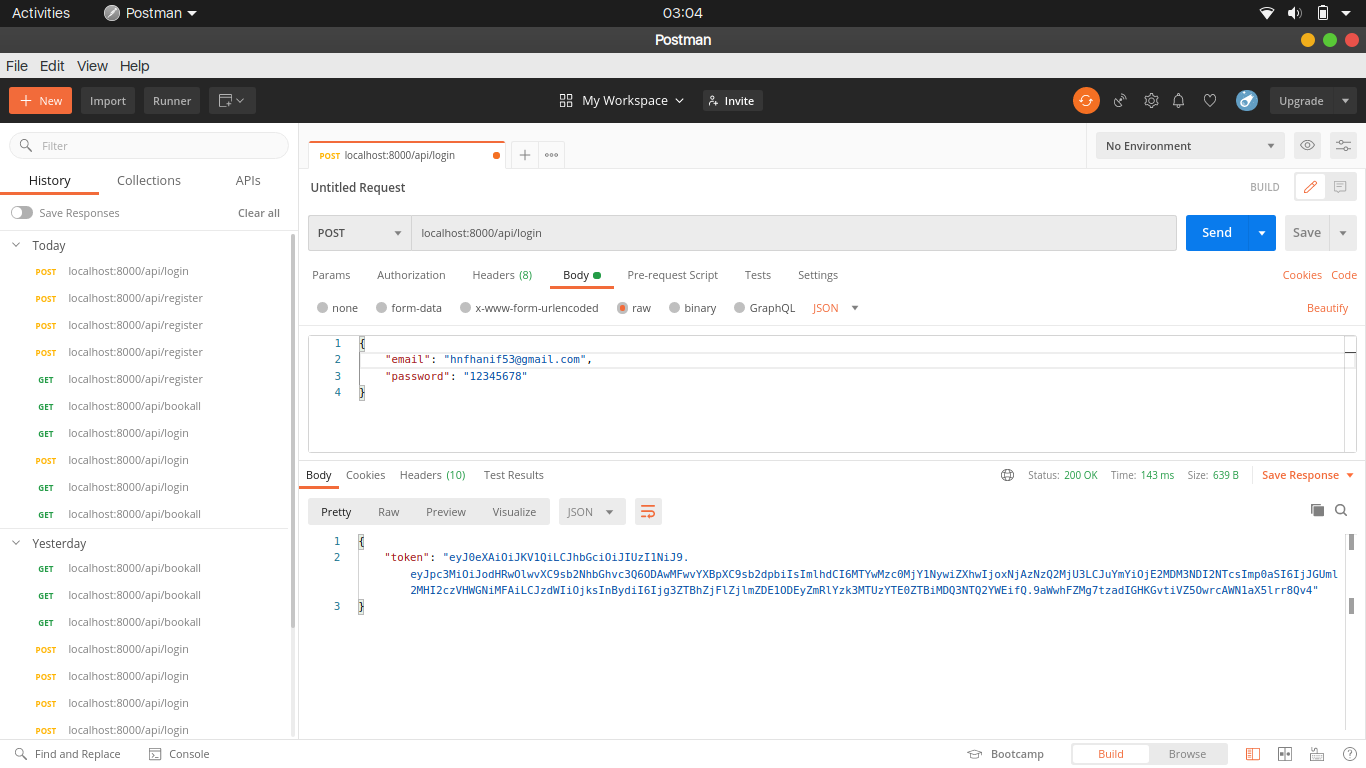 Activities Postman 03:04
Postman
File Edit View Help
New Import Runner My Workspace Invite Upgrade
Filter
History Collections APIs
Save Responses Clear all
Today
POST localhost:8000/api/login
POST localhost:8000/api/register
POST localhost:8000/api/register
POST localhost:8000/api/register
GET localhost:8000/api/register
GET localhost:8000/api/bookall
GET localhost:8000/api/login
POST localhost:8000/api/login
GET localhost:8000/api/login
GET localhost:8000/api/bookall
Yesterday
GET localhost:8000/api/bookall
GET localhost:8000/api/bookall
GET localhost:8000/api/bookall
POST localhost:8000/api/login
POST localhost:8000/api/login
POST localhost:8000/api/login
POST localhost:8000/api/login
POST localhost:8000/api/login No Environment
Untitled Request BUILD
POST localhost:8000/api/login Send Save
Params Authorization Headers (8) Body Pre-request Script Tests Settings Cookies Code
none form-data x-www-form-urlencoded raw binary GraphQL JSON Beautify
1 {
2 "email": "hnfhanif53@gmail.com",
3 "password": "12345678"
4 }
Body Cookies Headers (10) Test Results Status: 200 OK Time: 143 ms Size: 639 B Save Response
Pretty Raw Preview Visualize JSON
1 {
2 "token": "eyJ0eXAiOiJKV1QiLCJhbGciOiJIUzI1NiJ9.
eyJpc3MiOiJodHRwOlwvXC9sb2NhbGhvc3Q6ODAwMFwvYXBpXC9sb2dpbiIsImlhdCI6MTYwMzc0MjY1NywiZXhwIjoxNjAzNzQ2MjU3LCJuYmYiOjE2MDM3NDI2NTcsImp0aSI6IjJGUml
2MHI2czVHWGNiMFAiLCJzdWIiOjksInBydiI6Ijg3ZTBhZjFlZjlmZDE1ODEyZmRlYzk3MTUzYTE0ZTBiMDQ3NTQ2YWEifQ.9aWwhFZMg7tzadIGHKGvtiVZ5OwrcAWN1aX5lrr8Qv4"
3 }
Find and Replace Console Bootcamp Build Browse